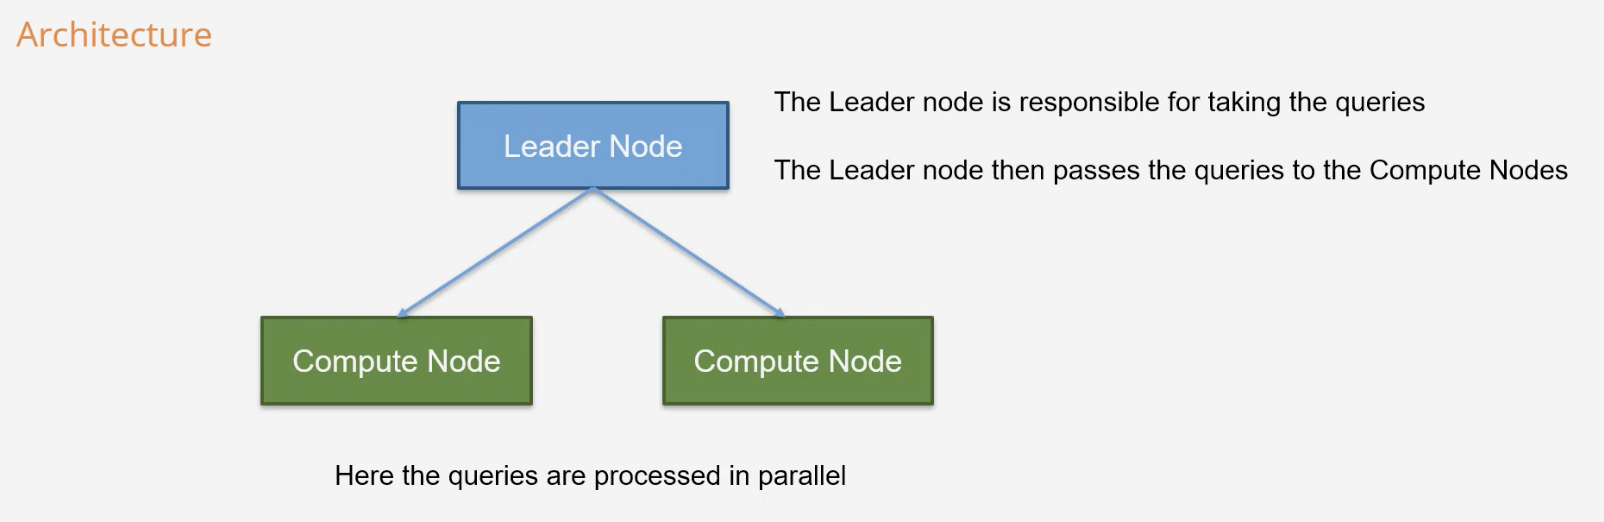 Architecture
Leader Node
The Leader node is responsible for taking the queries
The Leader node then passes the queries to the Compute Nodes
Compute Node
Compute Node
Here the queries are processed in parallel